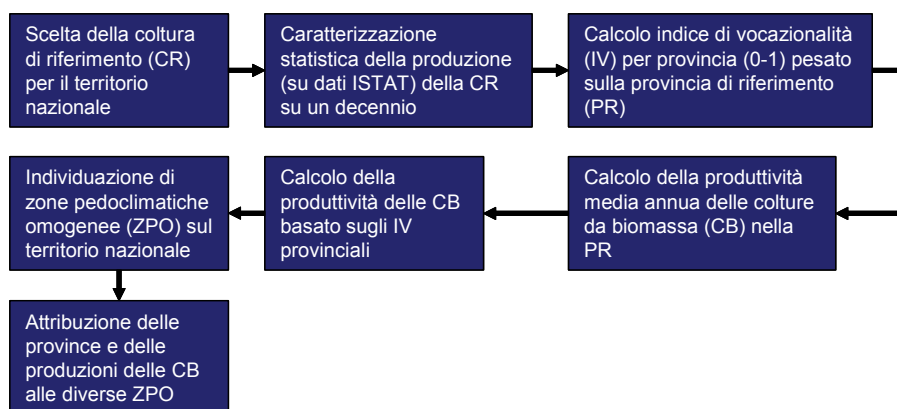 Scelta della coltura
di riferimento (CR)
per il territorio
nazionale
Caratterizzazione
statistica della produzione
(su dati ISTAT) della CR
su un decennio
Calcolo indice di vocazionalità
(IV) per provincia (0-1) pesato
sulla provincia di riferimento
(PR)
Calcolo della produttività
media annua delle colture
da biomassa (CB) nella
PR
Calcolo della
produttività delle CB
basato sugli IV
provinciali
Individuazione di
zone pedoclimatiche
omogenee (ZPO) sul
territorio nazionale
Attribuzione delle
province e delle
produzioni delle CB
alle diverse ZPO